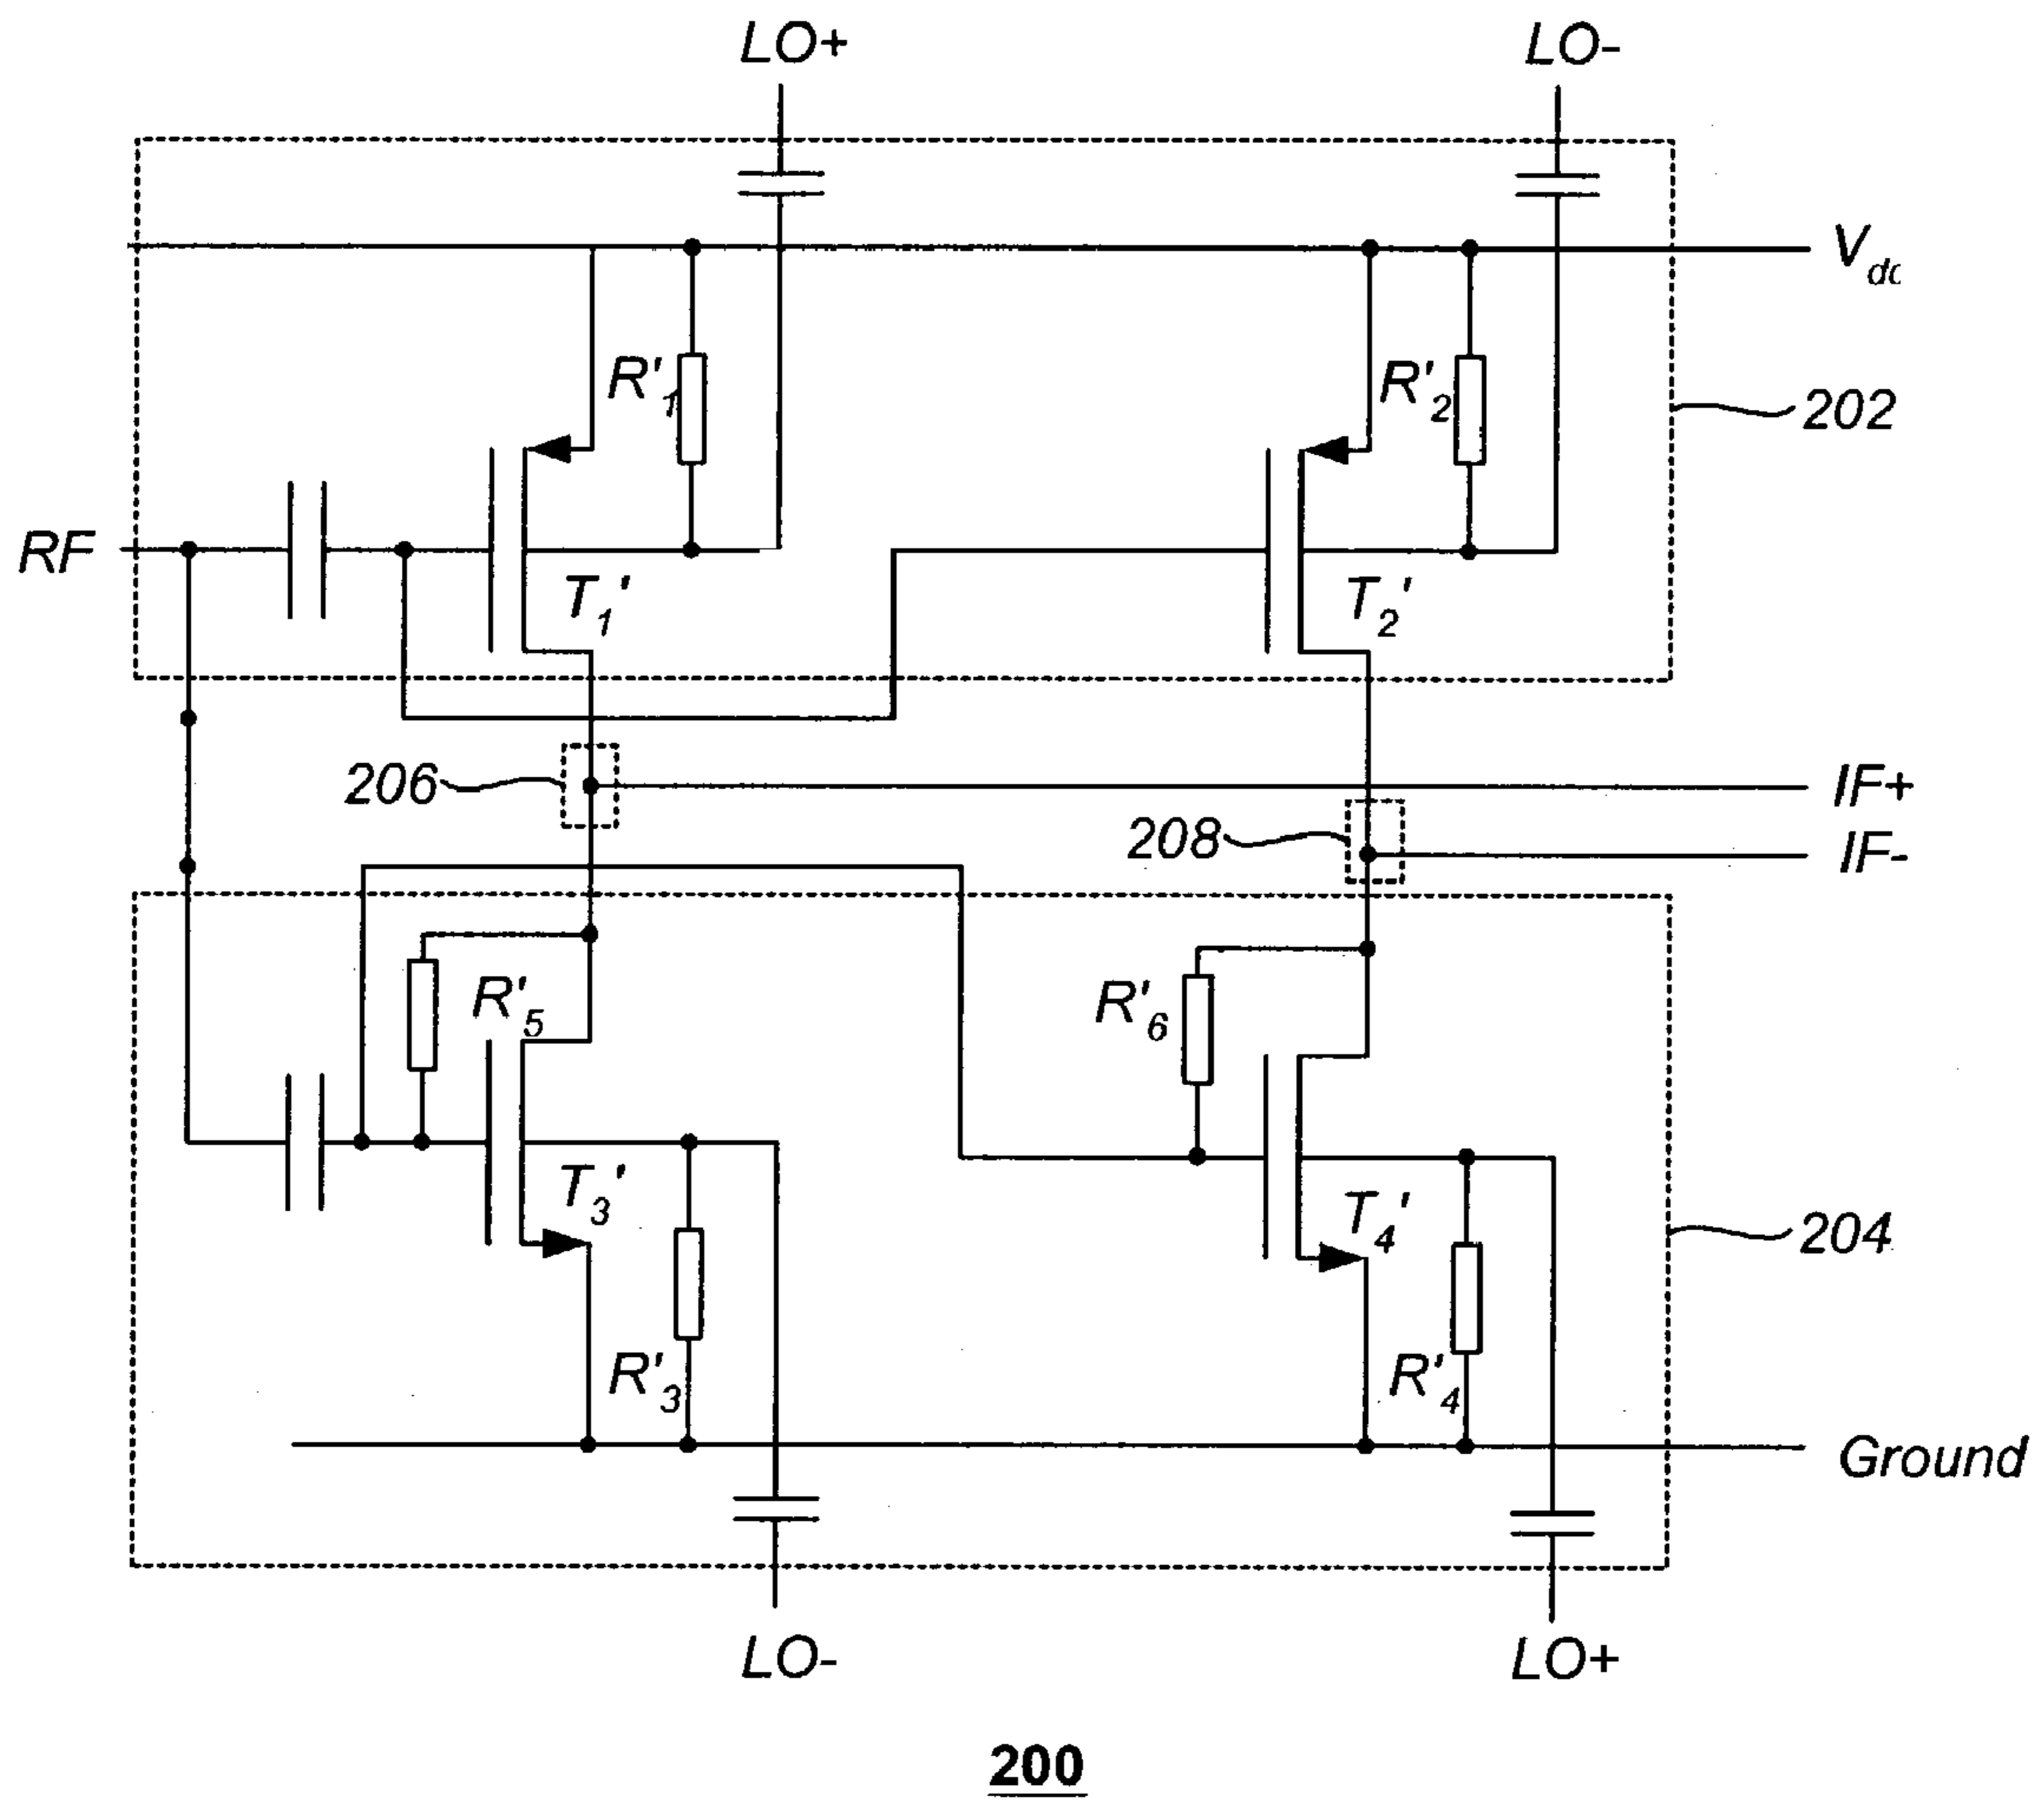 LO+ LO-
Vdc
R'1 R'2
202
RF
T1' T2'
206
IF+
208
IF-
R'5 R'6
T3' T4'
204
R'3 R'4
Ground
LO- LO+
200